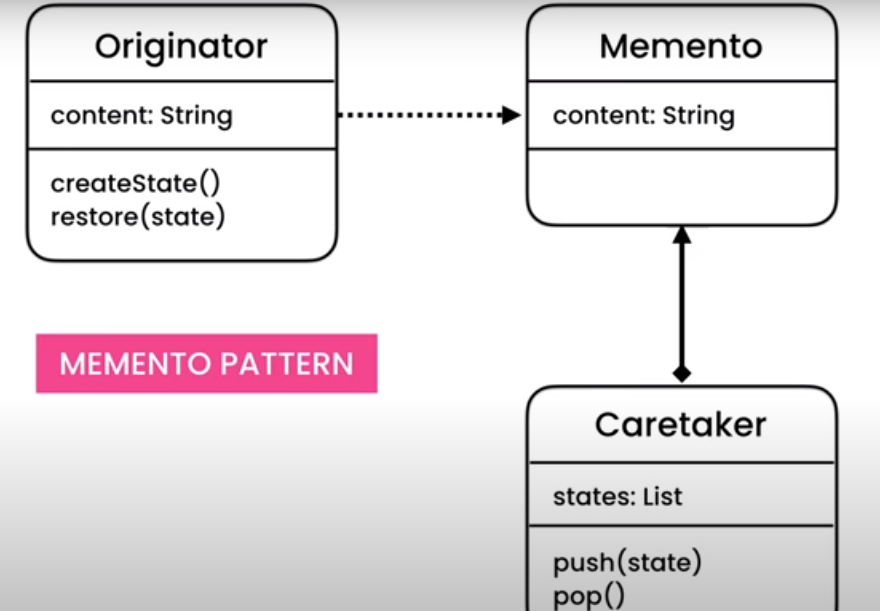 Originator
content: String
createState()
restore(state)
Memento
content: String
MEMENTO PATTERN
Caretaker
states: List
push(state)
pop()